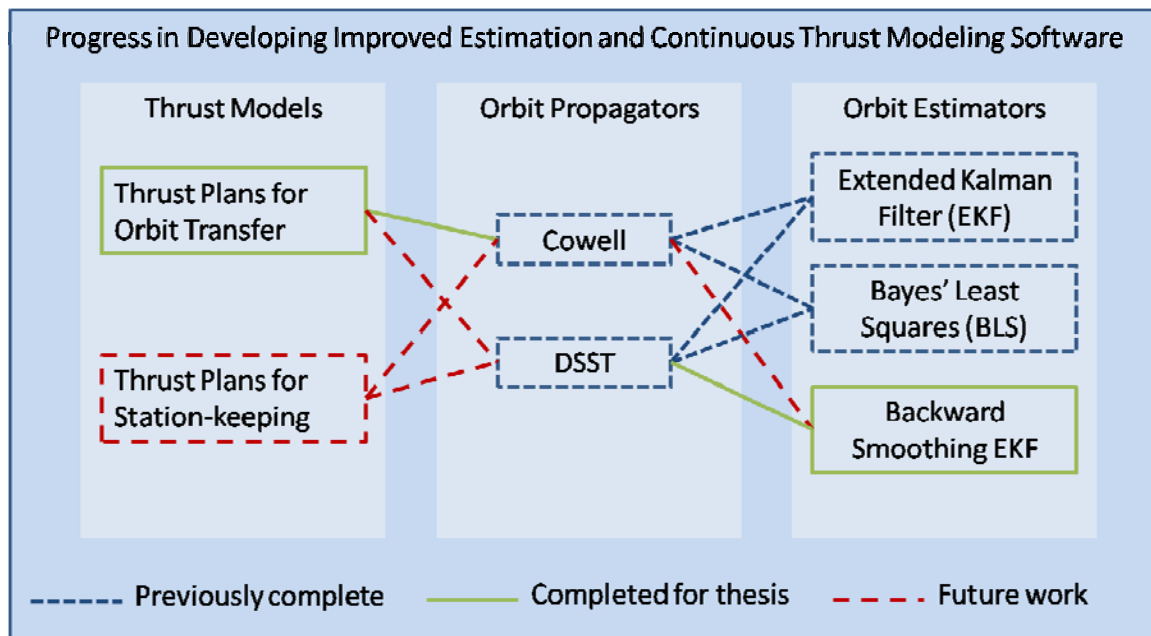 Progress in Developing Improved Estimation and Continuous Thrust Modeling Software
Thrust Models
Thrust Plans for
Orbit Transfer
Thrust Plans for
Station-keeping
Orbit Propagators
Cowell
DSST
Orbit Estimators
Extended Kalman
Filter (EKF)
Bayes’ Least
Squares (BLS)
Backward
Smoothing EKF
Previously complete
Completed for thesis
Future work